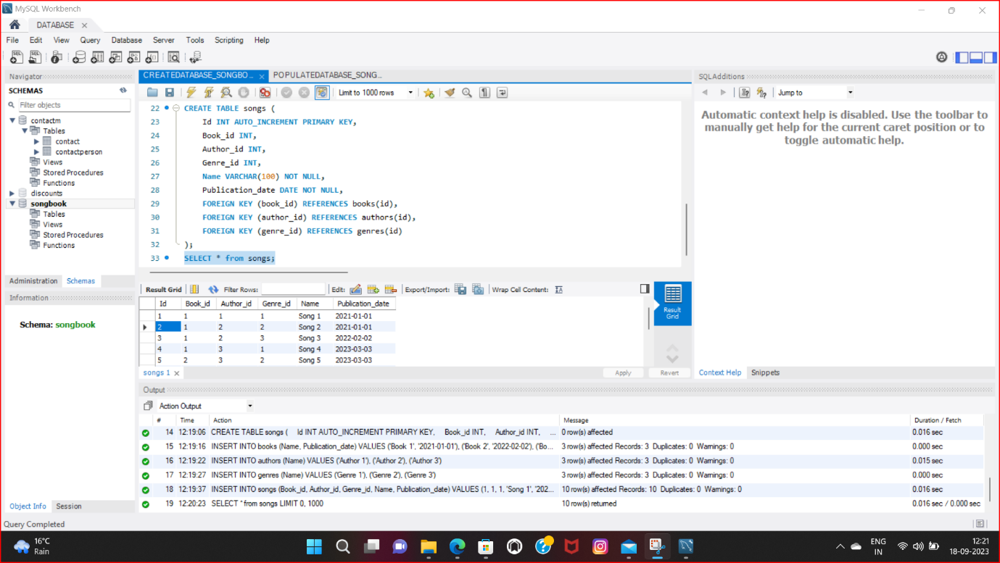 MySQL Workbench
DATABASE
File Edit View Query Database Server Tools Scripting Help
Navigator
SCHEMAS
Filter objects
contactm
Tables
contact
contactperson
Views
Stored Procedures
Functions
discounts
songbook
Tables
Views
Stored Procedures
Functions
Administration Schemas
Information
Schema: songbook
Object Info Session
Query Completed
CREATEDATABASE_SONGBO... POPULATEDATABASE_SONG...
Limit to 1000 rows
22 CREATE TABLE songs (
23 Id INT AUTO_INCREMENT PRIMARY KEY,
24 Book_id INT,
25 Author_id INT,
26 Genre_id INT,
27 Name VARCHAR(100) NOT NULL,
28 Publication_date DATE NOT NULL,
29 FOREIGN KEY (book_id) REFERENCES books(id),
30 FOREIGN KEY (author_id) REFERENCES authors(id),
31 FOREIGN KEY (genre_id) REFERENCES genres(id)
32 );
33 SELECT * from songs;
Result Grid Filter Rows: Edit: Export/Import: Wrap Cell Content:
Id Book_id Author_id Genre_id Name Publication_date
1 1 1 1 Song 1 2021-01-01
2 1 2 2 Song 2 2021-01-01
3 1 2 3 Song 3 2022-02-02
4 1 3 1 Song 4 2023-03-03
5 2 3 2 Song 5 2023-03-03
Result
Grid
songs 1 Apply Revert
SQLAdditions
Jump to
Automatic context help is disabled. Use the toolbar to
manually get help for the current caret position or to
toggle automatic help.
Context Help Snippets
Output
Action Output
# Time Action Message Duration / Fetch
14 12:19:06 CREATE TABLE songs ( Id INT AUTO_INCREMENT PRIMARY KEY, Book_id INT, Author_id INT, ... 0 row(s) affected 0.016 sec
15 12:19:16 INSERT INTO books (Name, Publication_date) VALUES ('Book 1', '2021-01-01'), ('Book 2', '2022-02-02'), ('Bo... 3 row(s) affected Records: 3 Duplicates: 0 Warnings: 0 0.000 sec
16 12:19:22 INSERT INTO authors (Name) VALUES ('Author 1'), ('Author 2'), ('Author 3') 3 row(s) affected Records: 3 Duplicates: 0 Warnings: 0 0.015 sec
17 12:19:27 INSERT INTO genres (Name) VALUES ('Genre 1'), ('Genre 2'), ('Genre 3') 3 row(s) affected Records: 3 Duplicates: 0 Warnings: 0 0.000 sec
18 12:19:37 INSERT INTO songs (Book_id, Author_id, Genre_id, Name, Publication_date) VALUES (1, 1, 1, 'Song 1', '202... 10 row(s) affected Records: 10 Duplicates: 0 Warnings: 0 0.016 sec
19 12:20:23 SELECT * from songs LIMIT 0, 1000 10 row(s) returned 0.016 sec / 0.000 sec
16°C
Rain
ENG
IN
12:21
18-09-2023